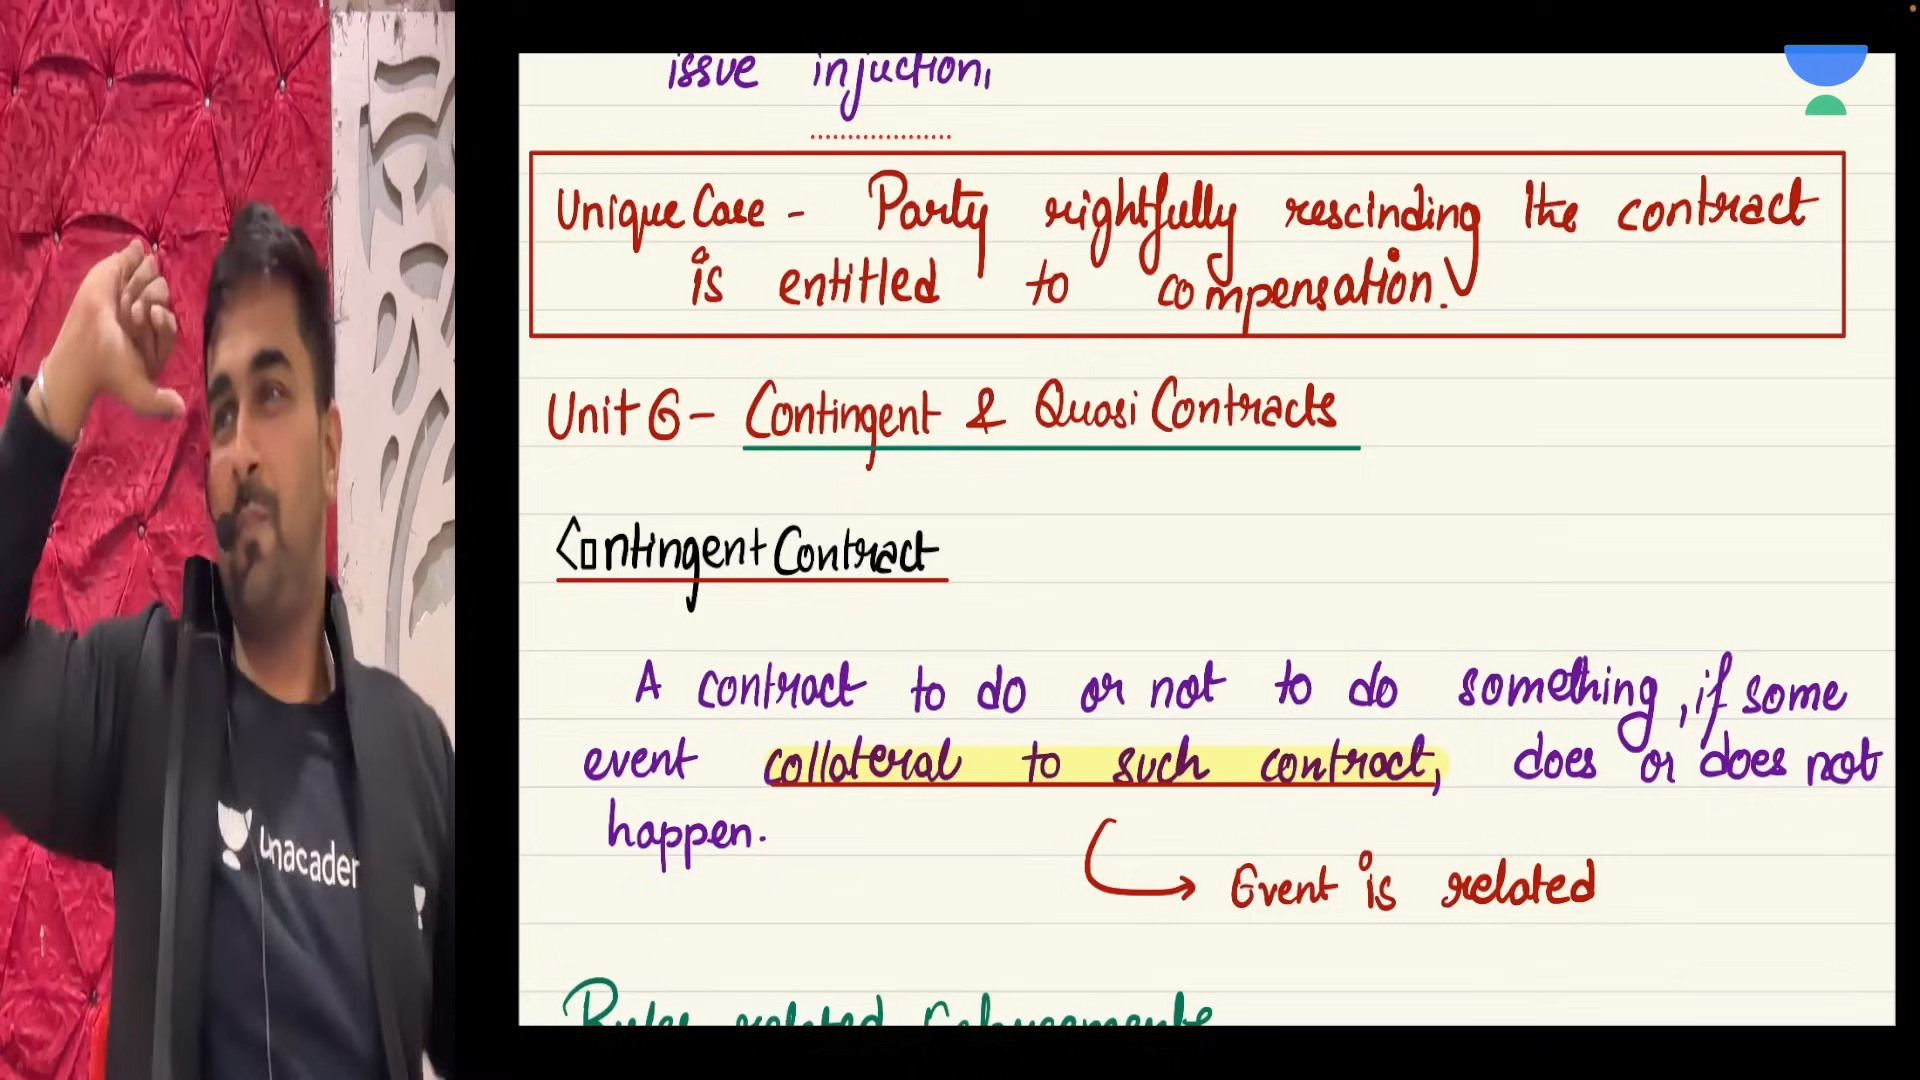 issue injuction,
Unique Case - Party rightfully rescinding the contract
is entitled to compensation.
Unit 6 - Contingent & Quasi Contracts
Contingent Contract
A contract to do or not to do something, if some
event collateral to such contract, does or does not
happen.
Event is related
Rules related
unacader